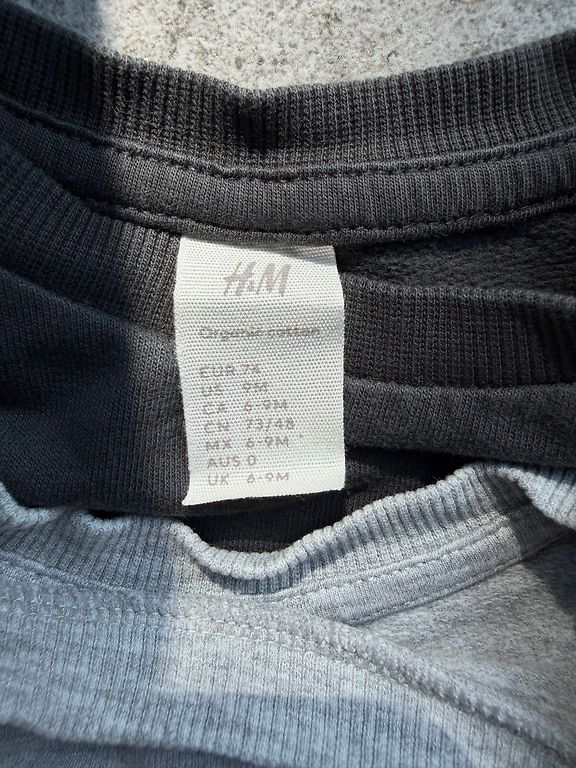 H&M
Organic cotton
EUR 74
US 9M
CA 6-9M
CN 73/48
MX 6-9M
AUS 0
UK 6-9M